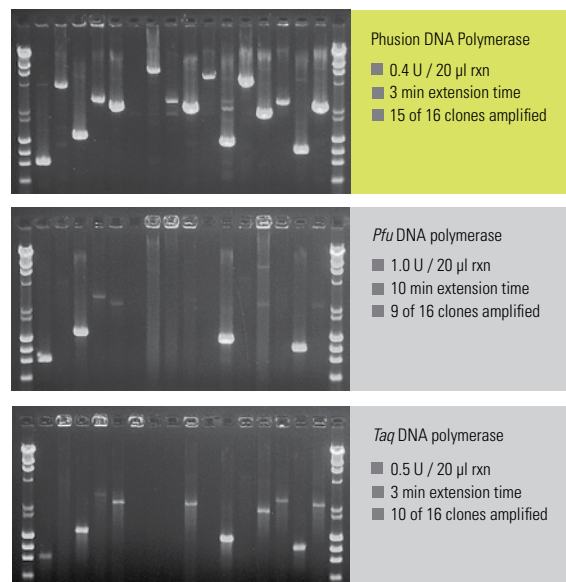 Phusion DNA Polymerase
0.4 U / 20 µl rxn
3 min extension time
15 of 16 clones amplified
Pfu DNA polymerase
1.0 U / 20 µl rxn
10 min extension time
9 of 16 clones amplified
Taq DNA polymerase
0.5 U / 20 µl rxn
3 min extension time
10 of 16 clones amplified